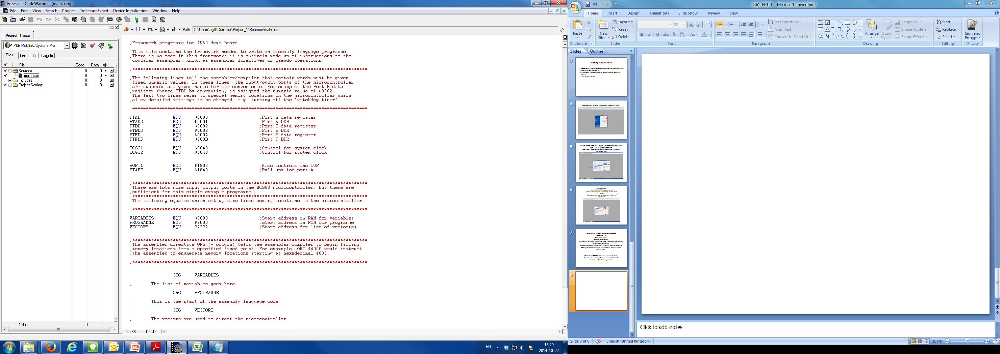 Freescale CodeWarrior - [main.asm]
File Edit View Search Project Processor Expert Device Initialization Window Help
Path: C:\Users\eglil\Desktop\Project_1\Sources\main.asm
Project_1.mcp
P&E Multilink/Cyclone Pro
Files Link Order Targets
File Code Data
Sources 0 0
main.asm 0 0
Includes 0 0
Project Settings 0 0
4 files 0 0
;Framework programme for AW60 demo board
;This file contains the framework needed to write an assembly language programme.
;There is no code in this framework; it is entirely made up of instructions to the
;compiler/assembler, known as assembler directives or pseudo operations.
;The following lines tell the assembler/compiler that certain words must be given
;fixed numeric values. In these lines, the input/ouput ports of the microcontroller
;are numbered and given names for our convenience. For example, the Port B data
;register (named PTBD by convention) is assigned the numeric value of $0002.
;The last two lines refer to special memory locations in the microcontroller which
;allow detailed settings to be changed, e.g. turning off the "watchdog timer".
PTAD EQU $0000 ;Port A data register
PTADD EQU $0001 ;Port A DDR
PTBD EQU $0002 ;Port B data register
PTBDD EQU $0003 ;Port B DDR
PTFD EQU $000A ;Port F data register
PTFDD EQU $000B ;Port F DDR
ICGC1 EQU $0048 ;Control for system clock
ICGC2 EQU $0049 ;Control for system clock
SOPT1 EQU $1802 ;Misc controls inc COP
PTAPE EQU $1840 ;Pull ups for port A
;There are lots more input/output ports in the HCS08 microcontroller, but these are
;sufficient for this simple example programme.
;The following equates which set up some fixed memory locations in the microcontroller.
VARIABLES EQU $0080 ;Start address in RAM for variables
PROGRAMME EQU $8000 ;start address in ROM for programme
VECTORS EQU ????? ;Start address for list of vector(s)
;The assembler directive ORG (= origin) tells the assembler/compiler to begin filling
;memory locations from a specified fixed point. For example, ORG $4000 would instruct
;the assembler to enumerate memory locations starting at hexadecimal 4000.
ORG VARIABLES
; The list of variables goes here
ORG PROGRAMME
; This is the start of the assembly language code
ORG VECTORS
; The vectors are used to direct the microcontroller
Line 36 Col 47
EN
15:29
2014-10-22
lab1-EG151 - Microsoft PowerPoint
Home Insert Design Animations Slide Show Review View
Paste
Clipboard
New Slide
Layout
Reset
Delete
Slides
32
Font
Text Direction
Align Text
Convert to SmartArt
Paragraph
Arrange
Quick Styles
Shape Fill
Shape Outline
Shape Effects
Drawing
Find
Replace
Select
Editing
Sign and Encrypt
Privacy
Slides Outline
3
Starting CodeWarrior
4
5
6
7
8
Click to add notes
Slide 8 of 8 English (United Kingdom) 107%